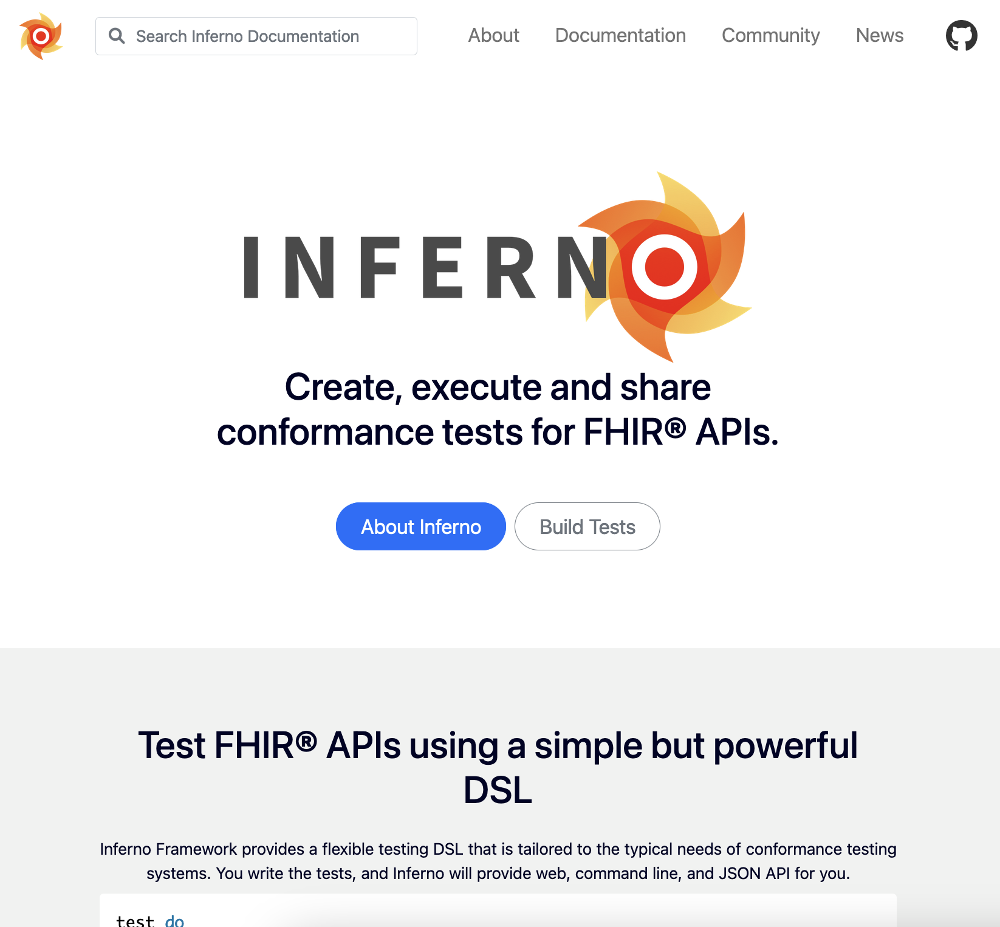 Search Inferno Documentation
About
Documentation
Community
News
INFERNO
Create, execute and share
conformance tests for FHIR® APIs.
About Inferno
Build Tests
Test FHIR® APIs using a simple but powerful
DSL
Inferno Framework provides a flexible testing DSL that is tailored to the typical needs of conformance testing
systems. You write the tests, and Inferno will provide web, command line, and JSON API for you.
test do